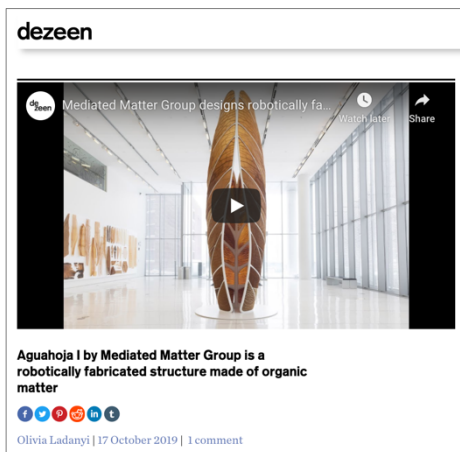 dezeen
de
zeen
Mediated Matter Group designs robotically fa...
Watch later
Share
Aguahoja I by Mediated Matter Group is a
robotically fabricated structure made of organic
matter
Olivia Ladanyi | 17 October 2019 | 1 comment